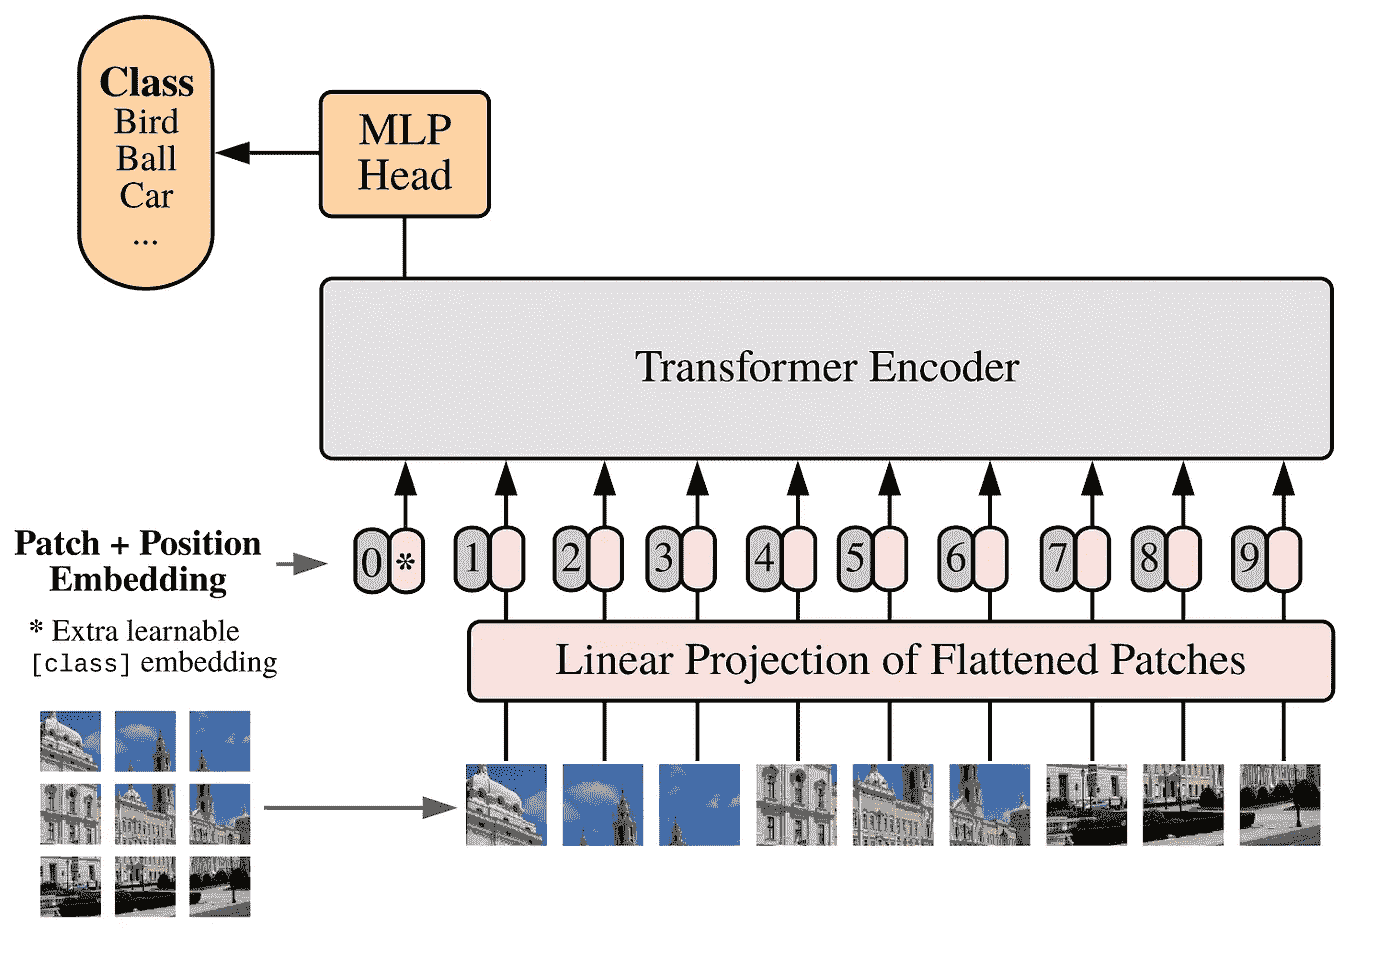 Class
Bird
Ball
Car
...
MLP
Head
Transformer Encoder
Patch + Position
Embedding
0 * 1 2 3 4 5 6 7 8 9
* Extra learnable
[class] embedding
Linear Projection of Flattened Patches